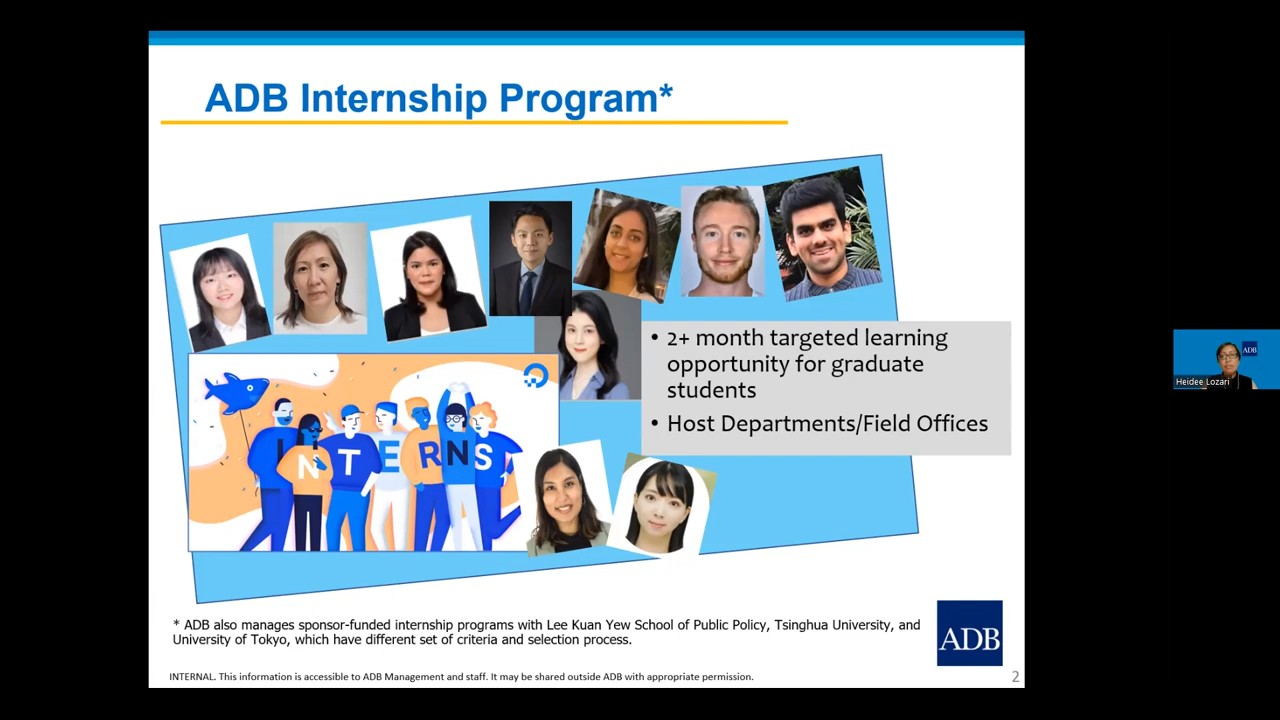 ADB Internship Program*
• 2+ month targeted learning
opportunity for graduate
students
• Host Departments/Field Offices
INTERNS
ADB
Heidee Lozari
* ADB also manages sponsor-funded internship programs with Lee Kuan Yew School of Public Policy, Tsinghua University, and
University of Tokyo, which have different set of criteria and selection process.
ADB
INTERNAL. This information is accessible to ADB Management and staff. It may be shared outside ADB with appropriate permission.
2